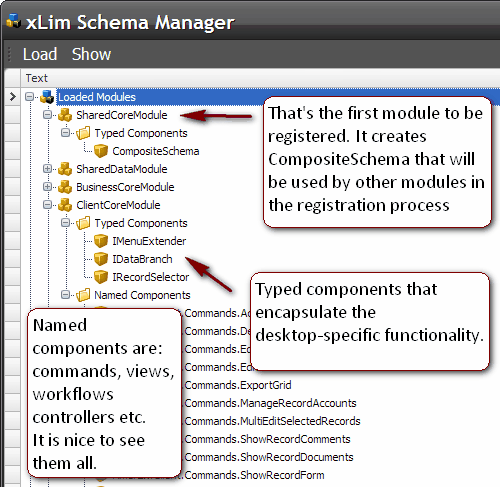 xLim Schema Manager
Load Show
Text
Loaded Modules
SharedCoreModule
Typed Components
CompositeSchema
SharedDataModule
BusinessCoreModule
ClientCoreModule
Typed Components
IMenuExtender
IDataBranch
IRecordSelector
Named Components
.Commands.A
.Commands.De
.Commands.Ed
.Commands.Ed
.Commands.ExportGrid
.Commands.ManageRecordAccounts
.Commands.MultiEditSelectedRecords
.Commands.ShowRecordComments
.Commands.ShowRecordDocuments
.Commands.ShowRecordForm
That's the first module to be
registered. It creates
CompositeSchema that will
be used by other modules in
the registration process
Typed components that
encapsulate the
desktop-specific functionality.
Named
components are:
commands, views,
workflows
controllers etc.
It is nice to see
them all.